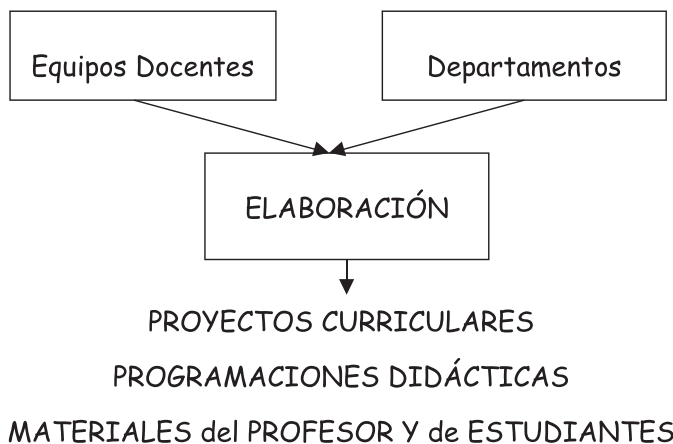 Equipos Docentes
Departamentos
ELABORACIÓN
PROYECTOS CURRICULARES
PROGRAMACIONES DIDÁCTICAS
MATERIALES del PROFESOR Y de ESTUDIANTES